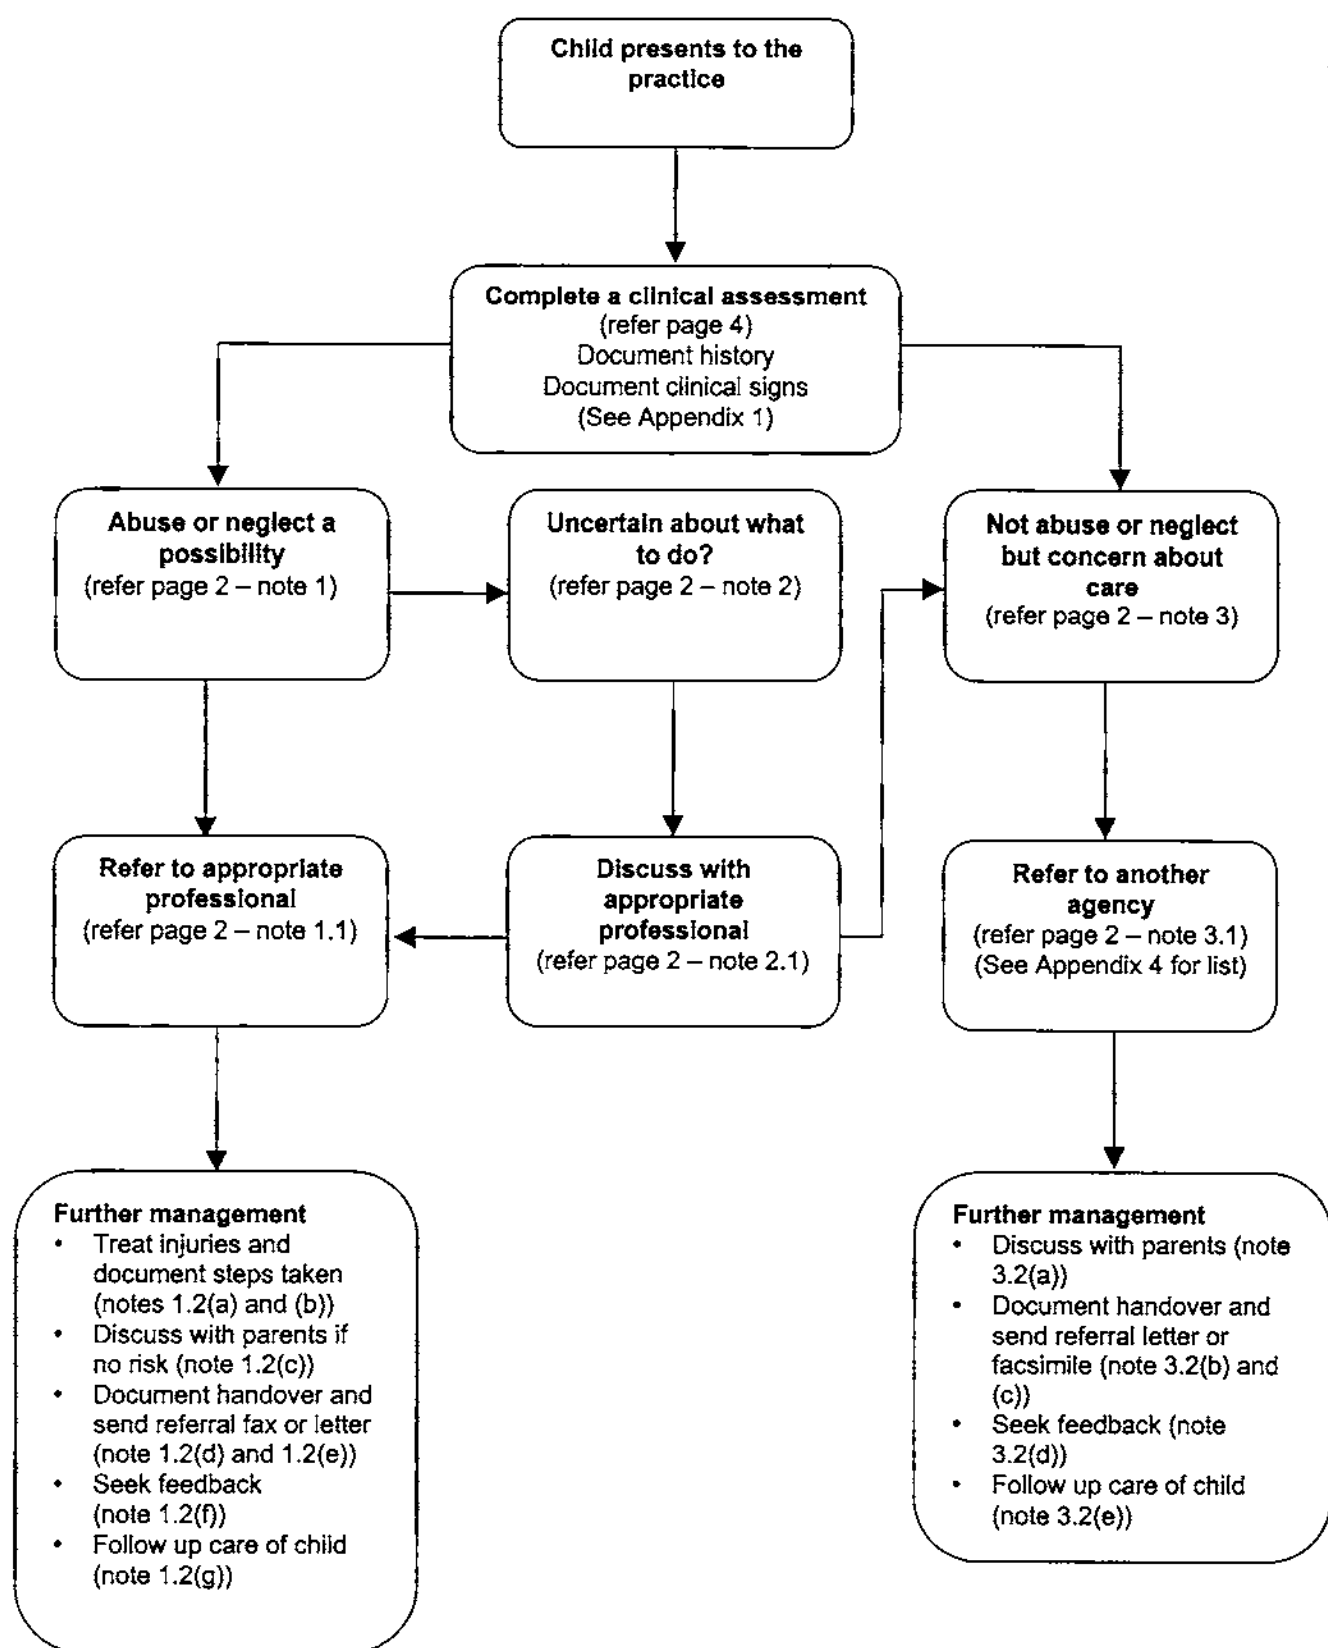 Child presents to the
practice
Complete a clinical assessment
(refer page 4)
Document history
Document clinical signs
(See Appendix 1)
Abuse or neglect a
possibility
(refer page 2 – note 1)
Uncertain about what
to do?
(refer page 2 – note 2)
Not abuse or neglect
but concern about
care
(refer page 2 – note 3)
Refer to appropriate
professional
(refer page 2 – note 1.1)
Discuss with
appropriate
professional
(refer page 2 – note 2.1)
Refer to another
agency
(refer page 2 – note 3.1)
(See Appendix 4 for list)
Further management
• Treat injuries and
document steps taken
(notes 1.2(a) and (b))
• Discuss with parents if
no risk (note 1.2(c))
• Document handover and
send referral fax or letter
(note 1.2(d) and 1.2(e))
• Seek feedback
(note 1.2(f))
• Follow up care of child
(note 1.2(g))
Further management
• Discuss with parents (note
3.2(a))
• Document handover and
send referral letter or
facsimile (note 3.2(b) and
(c))
• Seek feedback (note
3.2(d))
• Follow up care of child
(note 3.2(e))